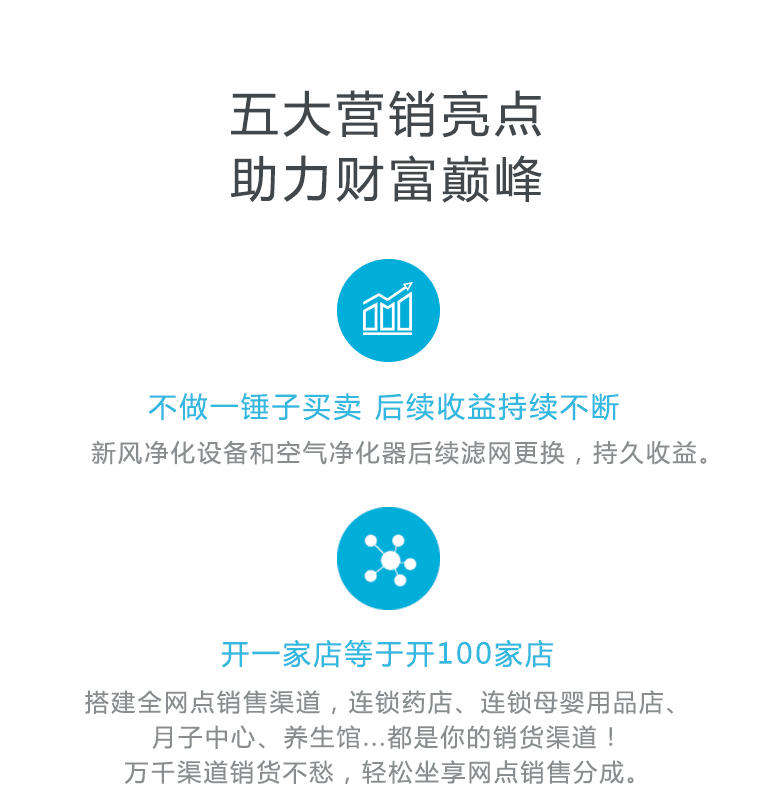 五大营销亮点
助力财富巅峰
不做一锤子买卖 后续收益持续不断
新风净化设备和空气净化器后续滤网更换，持久收益。
开一家店等于开100家店
搭建全网点销售渠道，连锁药店、连锁母婴用品店、
月子中心、养生馆...都是你的销货渠道！
万千渠道销货不愁，轻松坐享网点销售分成。